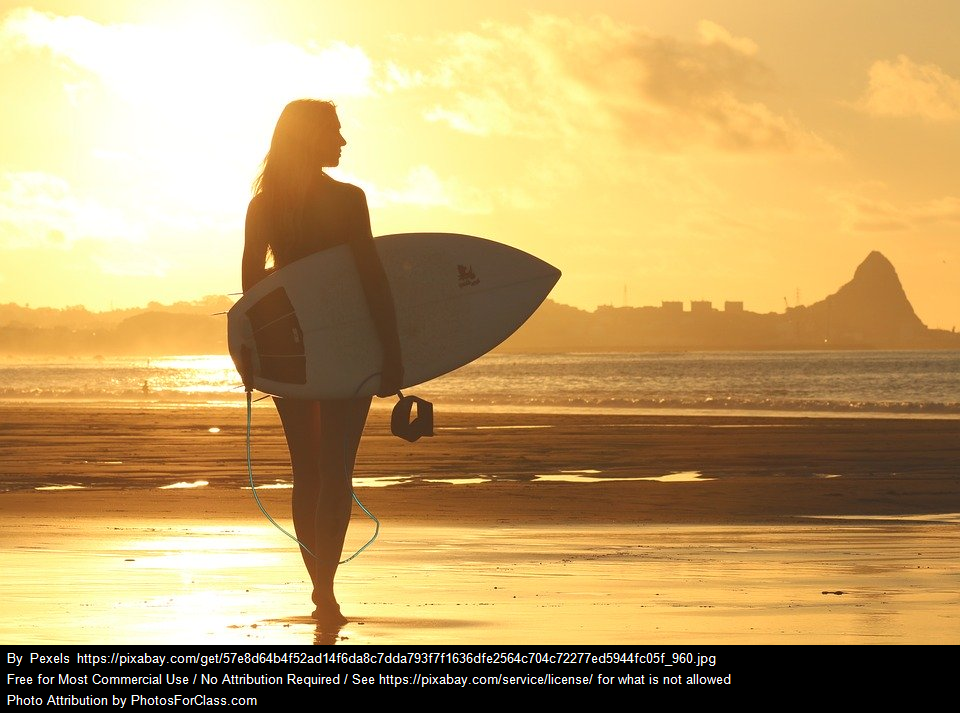 By Pexels https://pixabay.com/get/57e8d64b4f52ad14f6da8c7dda793f7f1636dfe2564c704c72277ed5944fc05f_960.jpg
Free for Most Commercial Use / No Attribution Required / See https://pixabay.com/service/license/ for what is not allowed
Photo Attribution by PhotosForClass.com